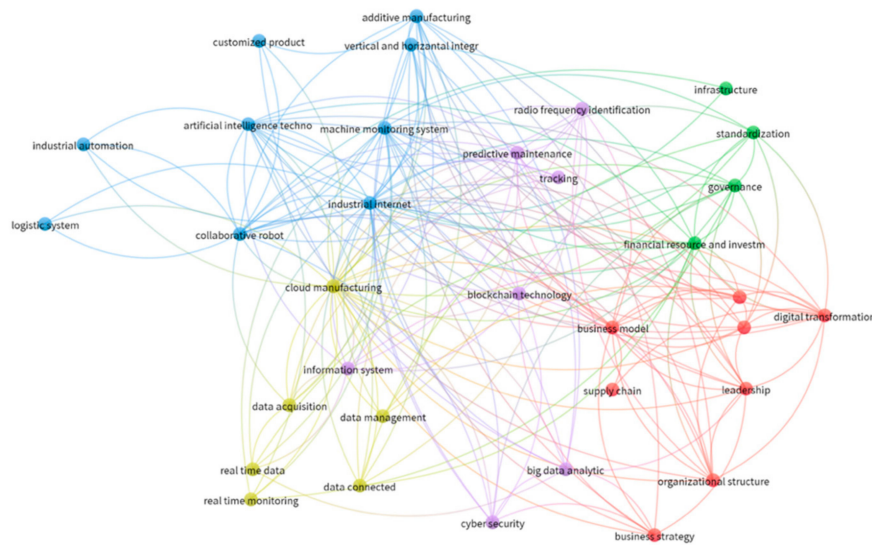 additive manufacturing
customized product
vertical and horizantal integr
infrastructure
radio frequency identification
artificial intelligence techno
machine monitoring system
standardization
industrial automation
predictive maintenance
tracking
governance
industrial internet
logistic system
collaborative robot
financial resource and investm
cloud manufacturing
blockchain technology
digital transformation
business model
information system
supply chain
leadership
data acquisition
data management
real time data
big data analytic
data connected
organizational structure
real time monitoring
cyber security
business strategy